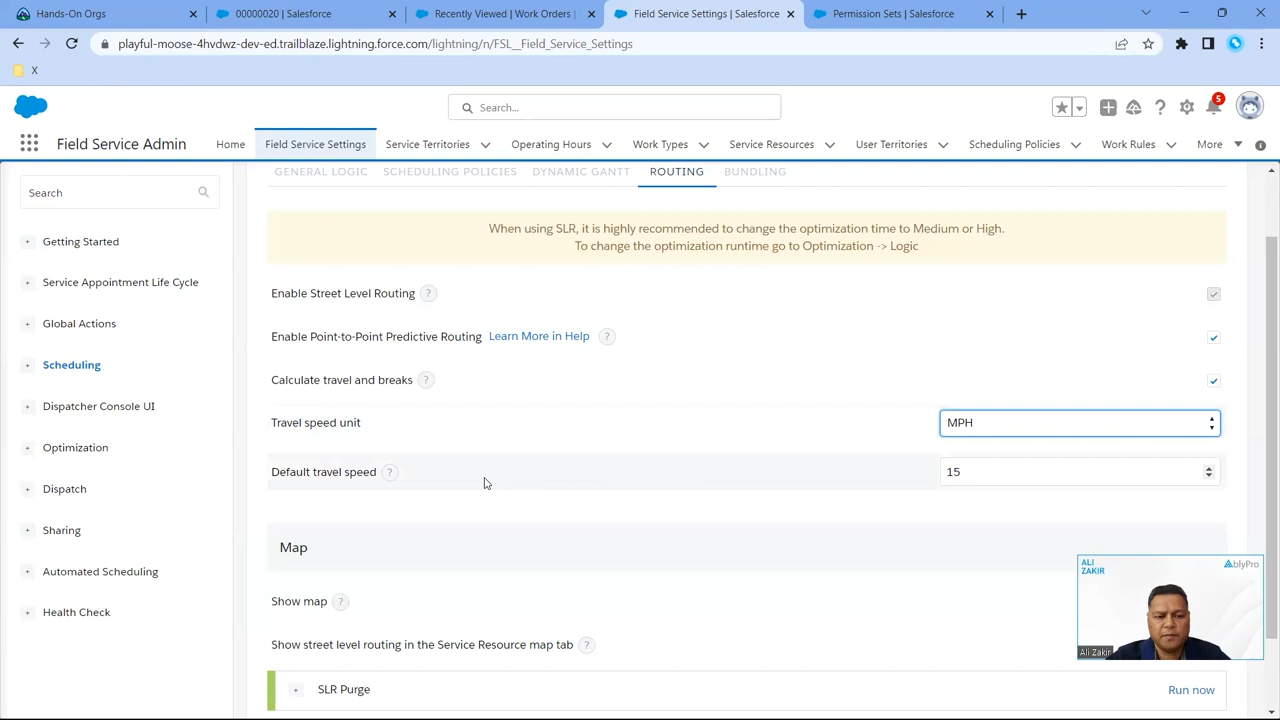 Hands-On Orgs
00000020 | Salesforce
Recently Viewed | Work Orders |
Field Service Settings | Salesforce
Permission Sets | Salesforce
playful-moose-4hvdwz-dev-ed.trailblaze.lightning.force.com/lightning/n/FSL__Field_Service_Settings
X
Search...
5
Field Service Admin
Home
Field Service Settings
Service Territories
Operating Hours
Work Types
Service Resources
User Territories
Scheduling Policies
Work Rules
More
Search
GENERAL LOGIC
SCHEDULING POLICIES
DYNAMIC GANTT
ROUTING
BUNDLING
When using SLR, it is highly recommended to change the optimization time to Medium or High.
To change the optimization runtime go to Optimization -> Logic
Getting Started
Service Appointment Life Cycle
Global Actions
Scheduling
Dispatcher Console UI
Optimization
Dispatch
Sharing
Automated Scheduling
Health Check
Enable Street Level Routing ?
Enable Point-to-Point Predictive Routing Learn More in Help ?
Calculate travel and breaks ?
Travel speed unit
MPH
Default travel speed ?
15
Map
Show map ?
Show street level routing in the Service Resource map tab ?
SLR Purge
Run now
ALI
ZAKIR
AblyPro
Ali Zakir